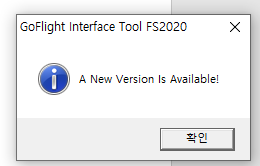 GoFlight Interface Tool FS2020
A New Version Is Available!
확인